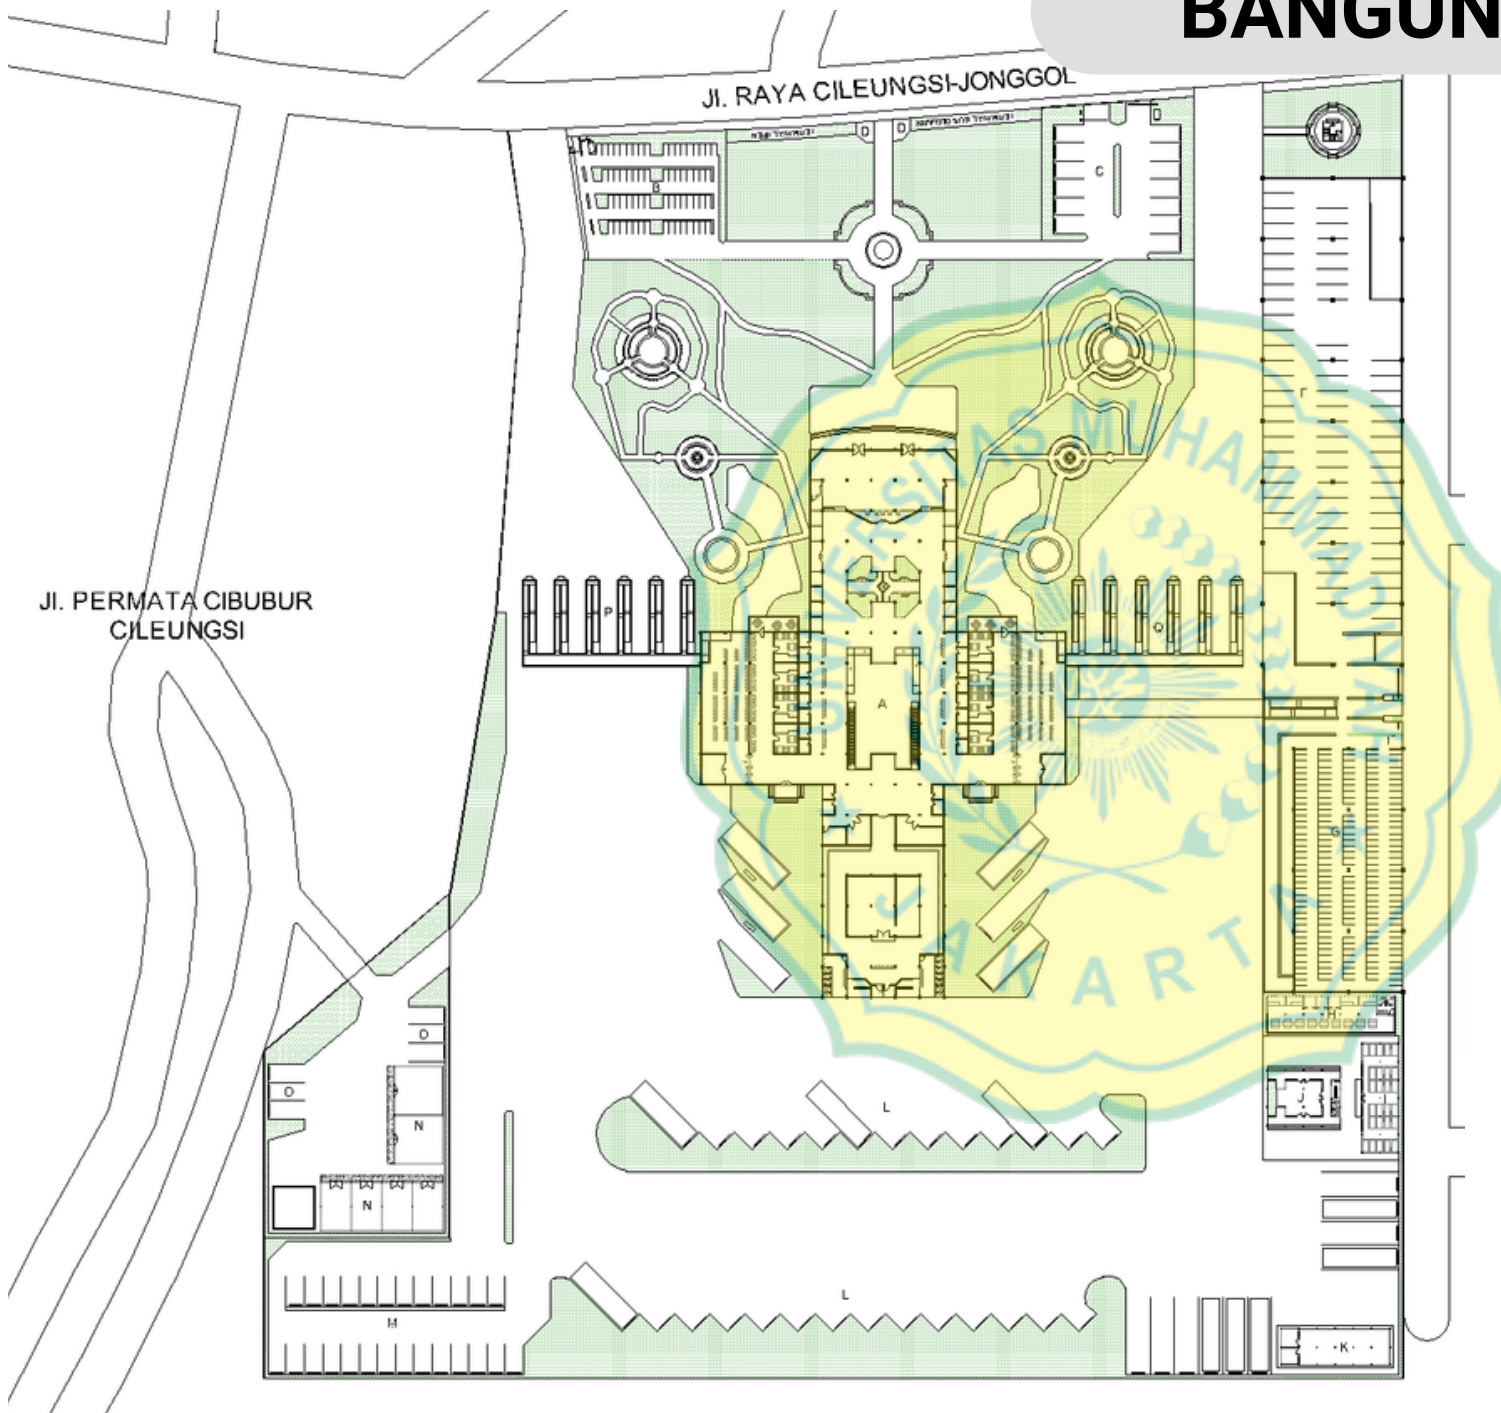 BANGUN
Jl. RAYA CILEUNGSI-JONGGOL
D
D
B
C
Jl. PERMATA CIBUBUR
CILEUNGSI
UNIVERSITAS MUHAMMADIYAH
JAKARTA
P
Q
A
G
H
J
O
O
N
N
L
L
M
K